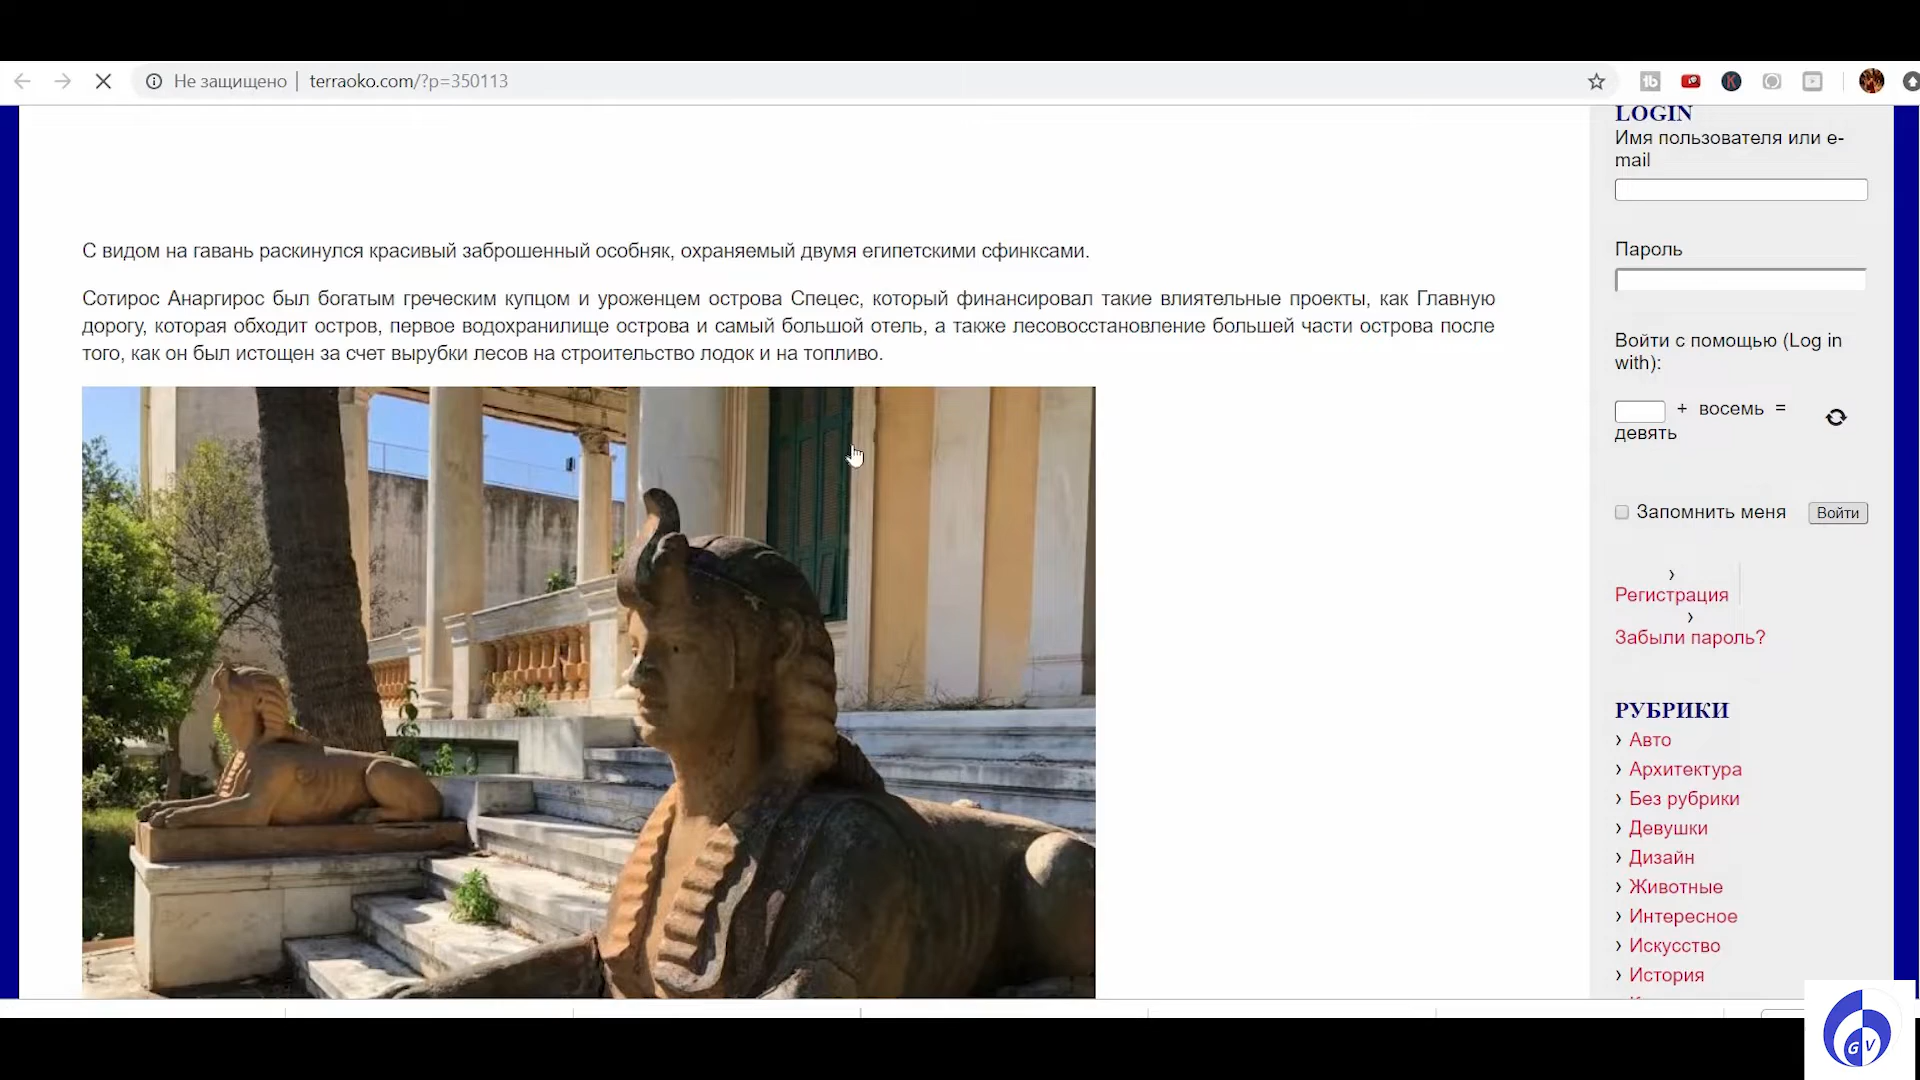 Не защищено | terraoko.com/?p=350113
С видом на гавань раскинулся красивый заброшенный особняк, охраняемый двумя египетскими сфинксами.
Сотирос Анаргирос был богатым греческим купцом и уроженцем острова Спецес, который финансировал такие влиятельные проекты, как Главную
дорогу, которая обходит остров, первое водохранилище острова и самый большой отель, а также лесовосстановление большей части острова после
того, как он был истощен за счет вырубки лесов на строительство лодок и на топливо.
LOGIN
Имя пользователя или e-
mail
Пароль
Войти с помощью (Log in
with):
+ восемь =
девять
Запомнить меня
Войти
› Регистрация
› Забыли пароль?
РУБРИКИ
› Авто
› Архитектура
› Без рубрики
› Девушки
› Дизайн
› Животные
› Интересное
› Искусство
› История
G V